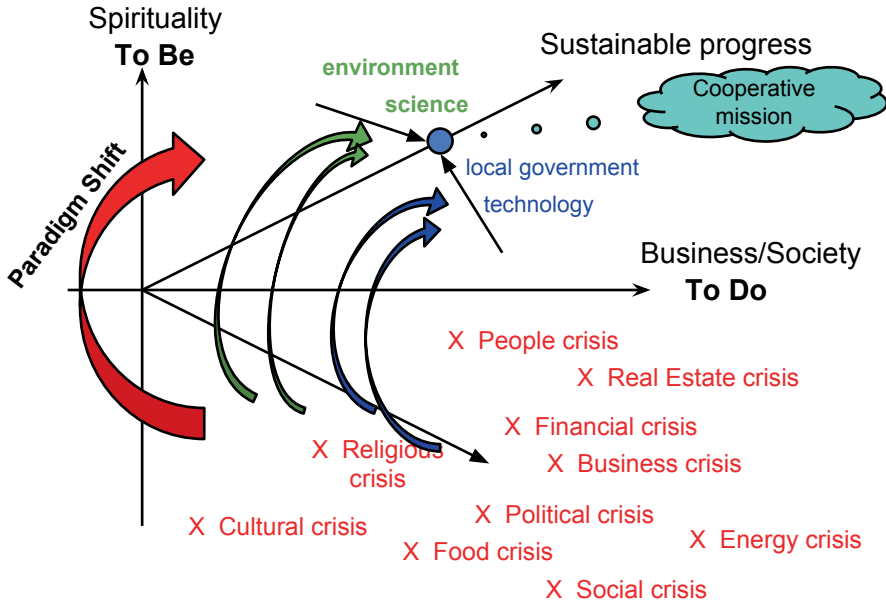 Spirituality
To Be
Sustainable progress
environment
science
Cooperative
mission
local government
technology
Paradigm Shift
Business/Society
To Do
X People crisis
X Real Estate crisis
X Financial crisis
X Religious
crisis
X Business crisis
X Political crisis
X Cultural crisis
X Energy crisis
X Food crisis
X Social crisis